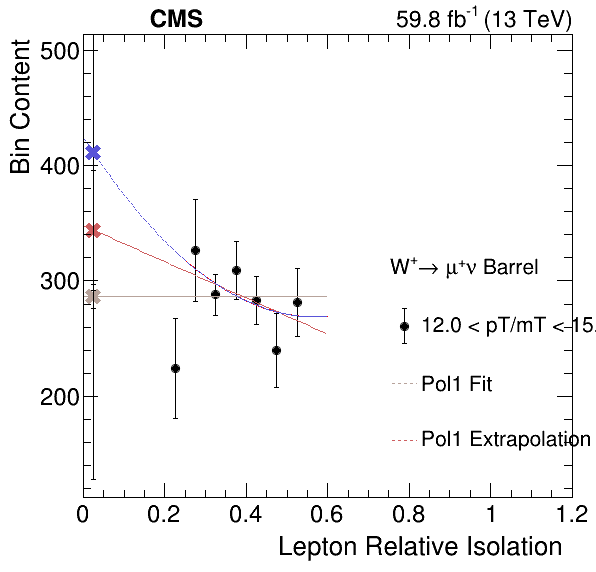 CMS 59.8 fb⁻¹ (13 TeV)
Bin Content
500
400
300
200
W⁺→ μ⁺ν Barrel
12.0 < pT/mT < 15.
Pol1 Fit
Pol1 Extrapolation
0 0.2 0.4 0.6 0.8 1 1.2
Lepton Relative Isolation